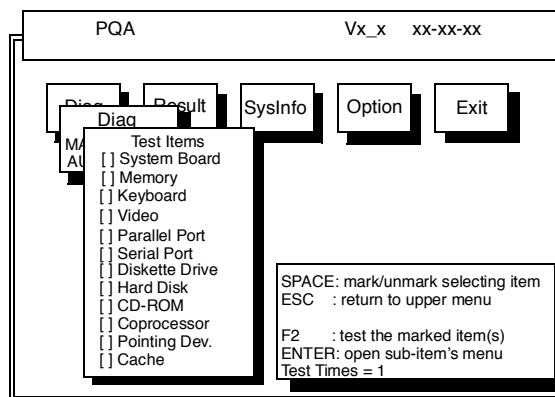 PQA Vx_x xx-xx-xx
Result SysInfo Option Exit
Diag
Test Items
[ ] System Board
[ ] Memory
[ ] Keyboard
[ ] Video
[ ] Parallel Port
[ ] Serial Port
[ ] Diskette Drive
[ ] Hard Disk
[ ] CD-ROM
[ ] Coprocessor
[ ] Pointing Dev.
[ ] Cache
SPACE: mark/unmark selecting item
ESC : return to upper menu
F2 : test the marked item(s)
ENTER: open sub-item's menu
Test Times = 1